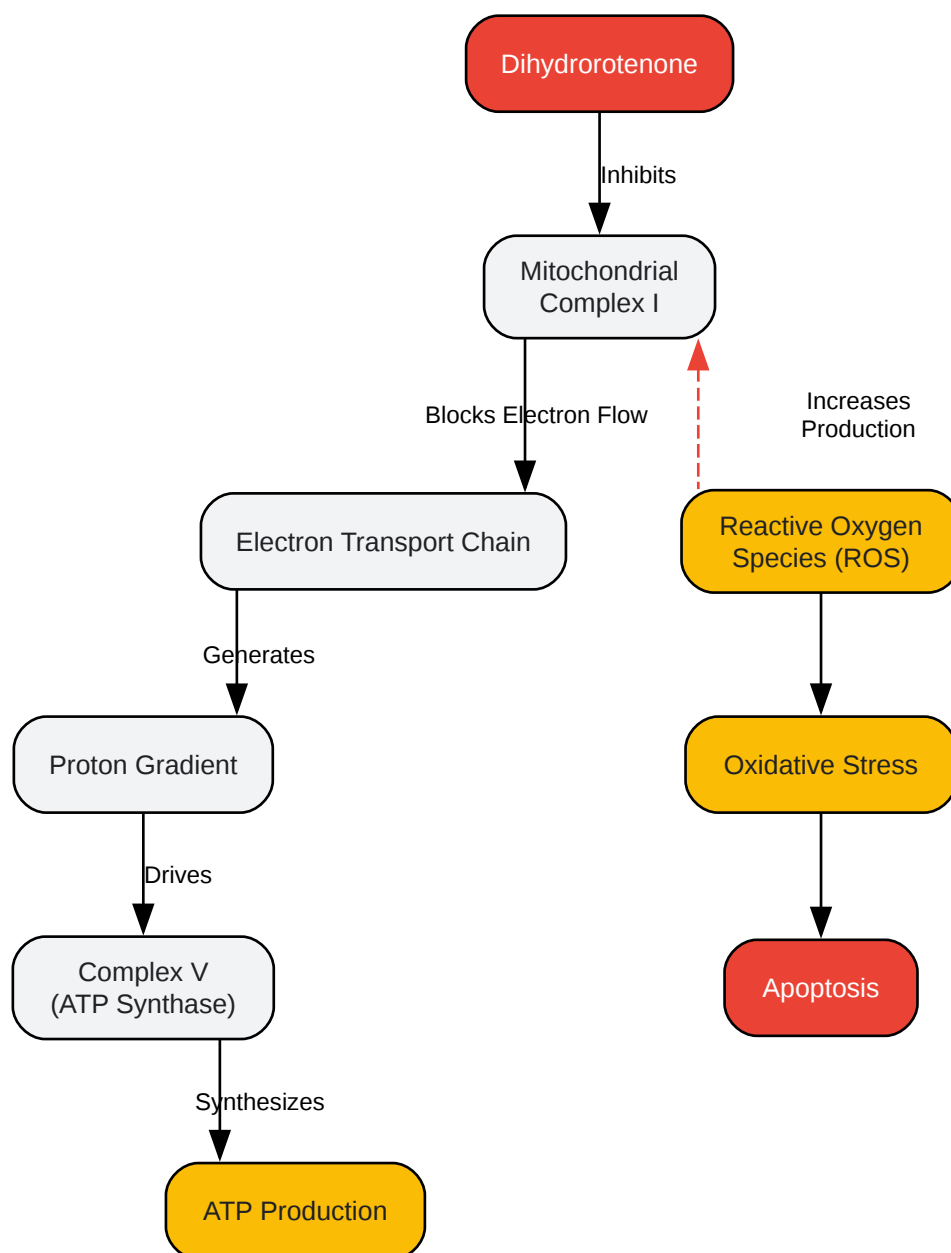 Dihydrorotenone
Inhibits
Mitochondrial
Complex I
Blocks Electron Flow
Increases
Production
Electron Transport Chain
Reactive Oxygen
Species (ROS)
Generates
Proton Gradient
Oxidative Stress
Drives
Complex V
(ATP Synthase)
Apoptosis
Synthesizes
ATP Production